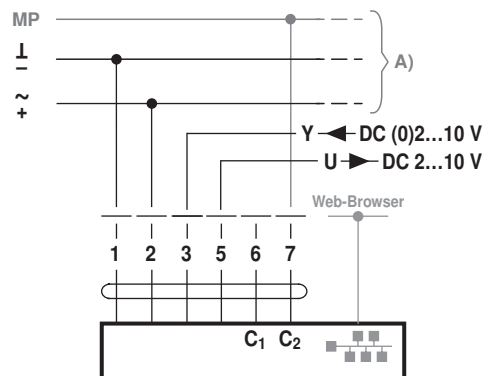 MP
⊥
–
~
+
A)
Y DC (0)2...10 V
U DC 2...10 V
Web-Browser
1 2 3 5 6 7
C1 C2